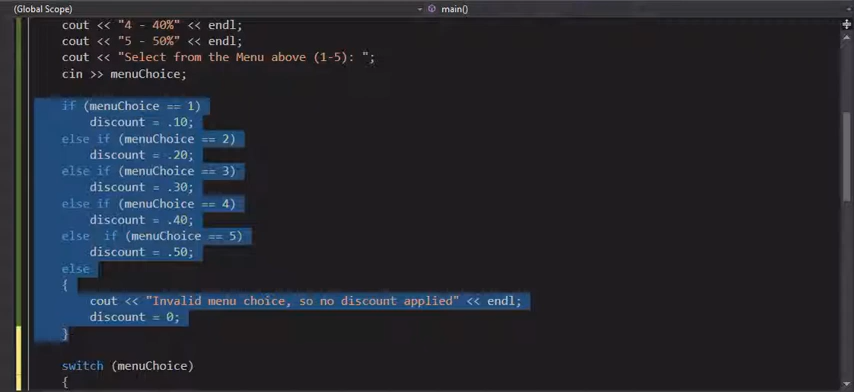 (Global Scope) main()
cout << "4 - 40%" << endl;
cout << "5 - 50%" << endl;
cout << "Select from the Menu above (1-5): ";
cin >> menuChoice;
if (menuChoice == 1)
discount = .10;
else if (menuChoice == 2)
discount = .20;
else if (menuChoice == 3)
discount = .30;
else if (menuChoice == 4)
discount = .40;
else  if (menuChoice == 5)
discount = .50;
else
{
cout << "Invalid menu choice, so no discount applied" << endl;
discount = 0;
}
switch (menuChoice)
{